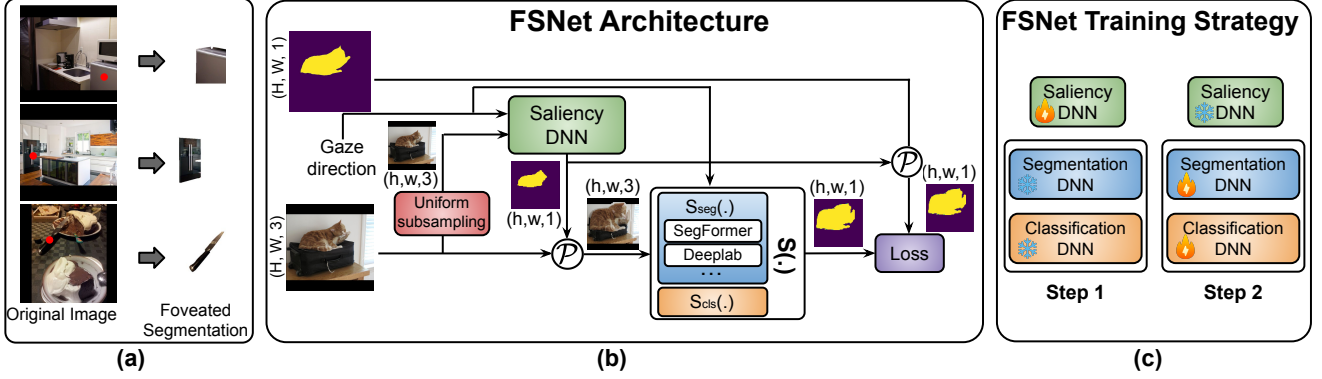 Original Image
Foveated
Segmentation
(a)
FSNet Architecture
(H, W, 1)
Gaze
direction
(h,w,3)
Saliency
DNN
Uniform
subsampling
(H, W, 3)
(h,w,1)
P
(h,w,3)
Sseg(.)
SegFormer
Deeplab
...
Scls(.)
S(.)
(h,w,1)
P
(h,w,1)
Loss
(b)
FSNet Training Strategy
Saliency
DNN
Segmentation
DNN
Classification
DNN
Step 1
Saliency
DNN
Segmentation
DNN
Classification
DNN
Step 2
(c)